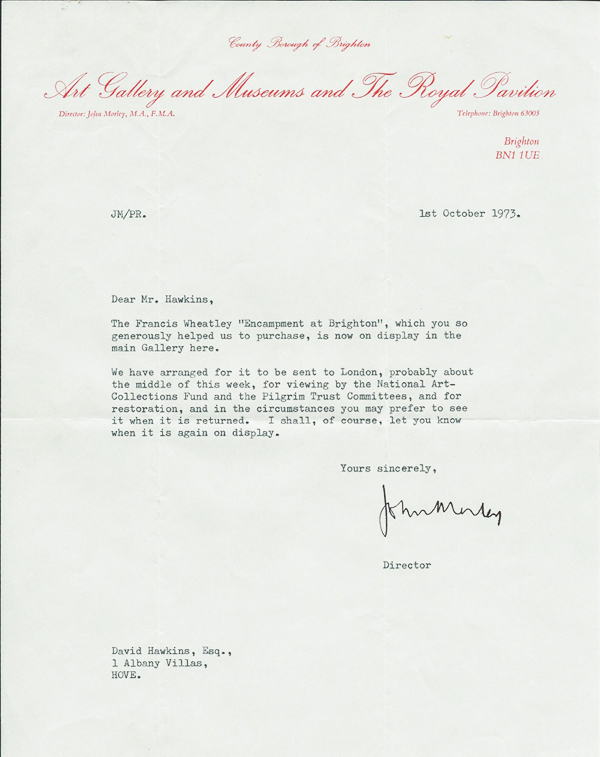 County Borough of Brighton
Art Gallery and Museums and The Royal Pavilion
Director: John Morley, M.A., F.M.A.
Telephone: Brighton 63005
Brighton
BN1 1UE
JM/PR.
1st October 1973.
Dear Mr. Hawkins,
The Francis Wheatley "Encampment at Brighton", which you so
generously helped us to purchase, is now on display in the
main Gallery here.
We have arranged for it to be sent to London, probably about
the middle of this week, for viewing by the National Art-
Collections Fund and the Pilgrim Trust Committees, and for
restoration, and in the circumstances you may prefer to see
it when it is returned. I shall, of course, let you know
when it is again on display.
Yours sincerely,
John Morley
Director
David Hawkins, Esq.,
1 Albany Villas,
HOVE.